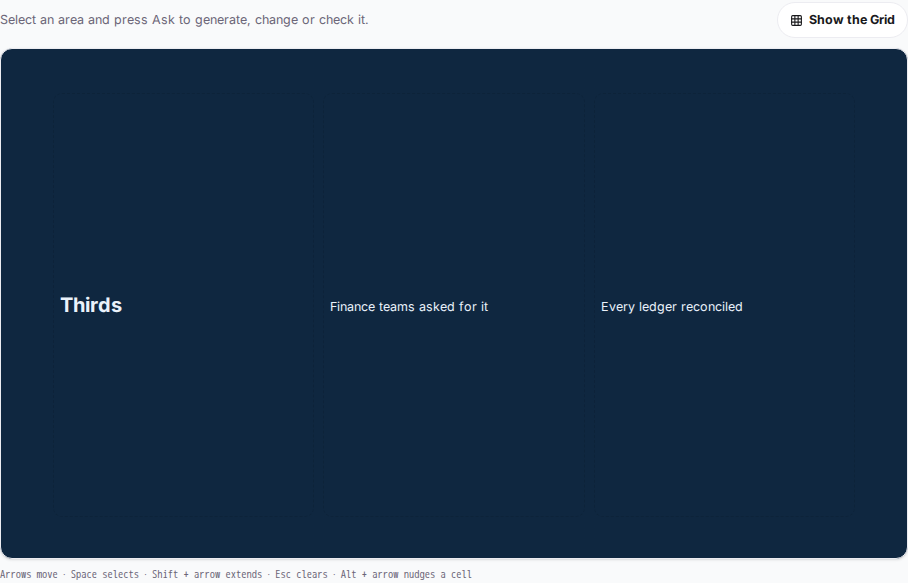 Select an area and press Ask to generate, change or check it.
Show the Grid
Thirds
Finance teams asked for it
Every ledger reconciled
Arrows move · Space selects · Shift + arrow extends · Esc clears · Alt + arrow nudges a cell